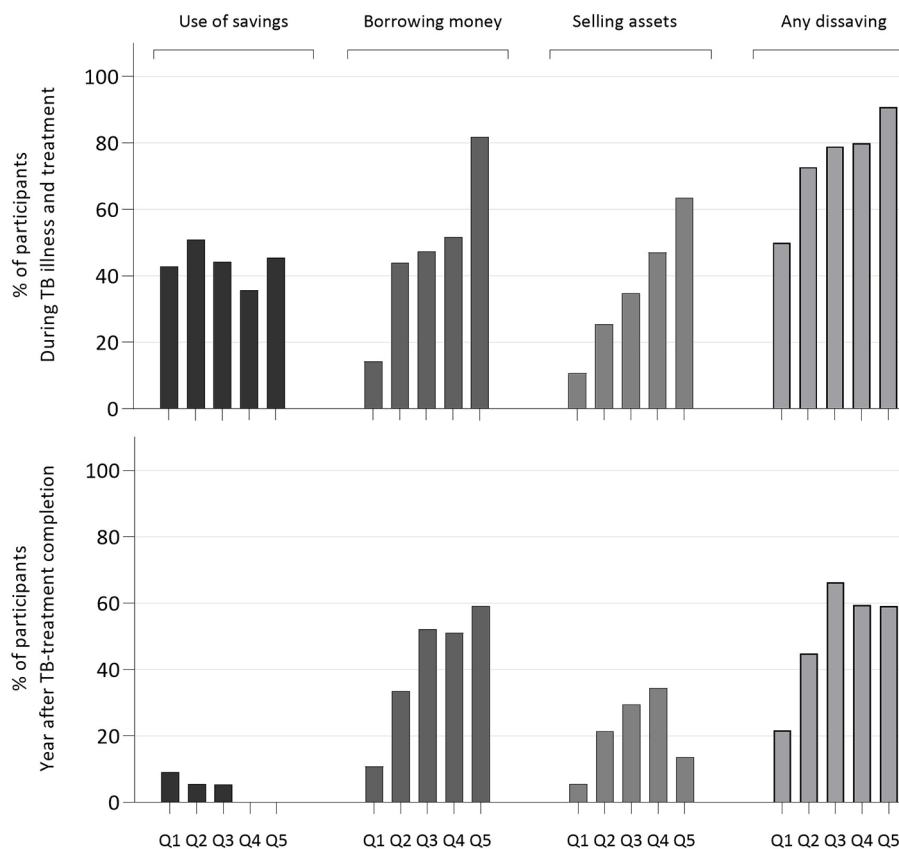 Use of savings Borrowing money Selling assets Any dissaving
% of participants
During TB illness and treatment
100
80
60
40
20
0
% of participants
Year after TB-treatment completion
100
80
60
40
20
0
Q1 Q2 Q3 Q4 Q5 Q1 Q2 Q3 Q4 Q5 Q1 Q2 Q3 Q4 Q5 Q1 Q2 Q3 Q4 Q5